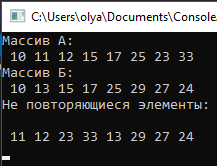 C:\Users\olya\Documents\Console
Массив А:
10 11 12 15 17 25 23 33
Массив Б:
10 13 15 17 25 29 27 24
Не повторяющиеся элементы:
11 12 23 33 13 29 27 24